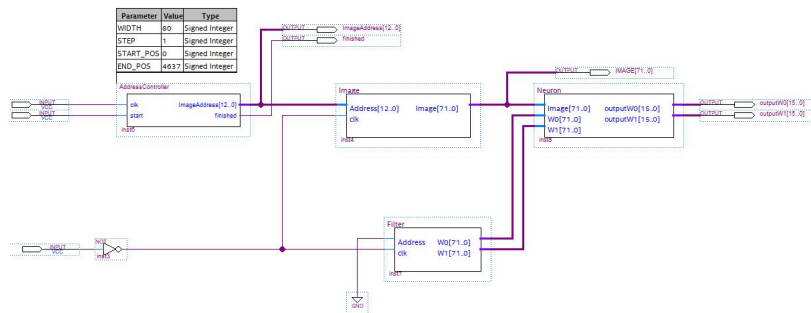 Parameter Value Type
WIDTH 80 Signed Integer
STEP 1 Signed Integer
START_POS 0 Signed Integer
END_POS 4637 Signed Integer
OUTPUT ImageAddress[12..0]
OUTPUT finished
OUTPUT IMAGE[71..0]
AddressController
clk ImageAddress[12..0]
start finished
inst6
INPUT
VCC
INPUT
VCC
Image
Address[12..0] Image[71..0]
clk
inst4
Neuron
Image[71..0] outputW0[15..0]
W0[71..0] outputW1[15..0]
W1[71..0]
OUTPUT outputW0[15..0]
OUTPUT outputW1[15..0]
Filter
Address W0[71..0]
clk W1[71..0]
inst7
INPUT
VCC
NOT
inst3
GND